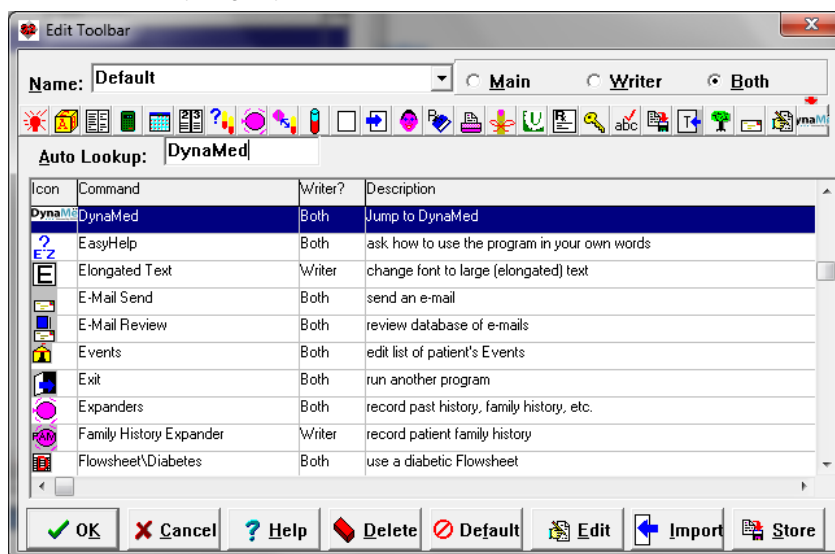 Edit Toolbar
Name: Default Main Writer Both
abc T ynaM
Auto Lookup: DynaMed
Icon Command Writer? Description
DynaMe DynaMed Both Jump to DynaMed
? E-Z EasyHelp Both ask how to use the program in your own words
E Elongated Text Writer change font to large (elongated) text
E-Mail Send Both send an e-mail
E-Mail Review Both review database of e-mails
Events Both edit list of patient's Events
Exit Both run another program
Expanders Both record past history, family history, etc.
FAM Family History Expander Writer record patient family history
Flowsheet\Diabetes Both use a diabetic Flowsheet
OK Cancel ? Help Delete Default Edit Import Store